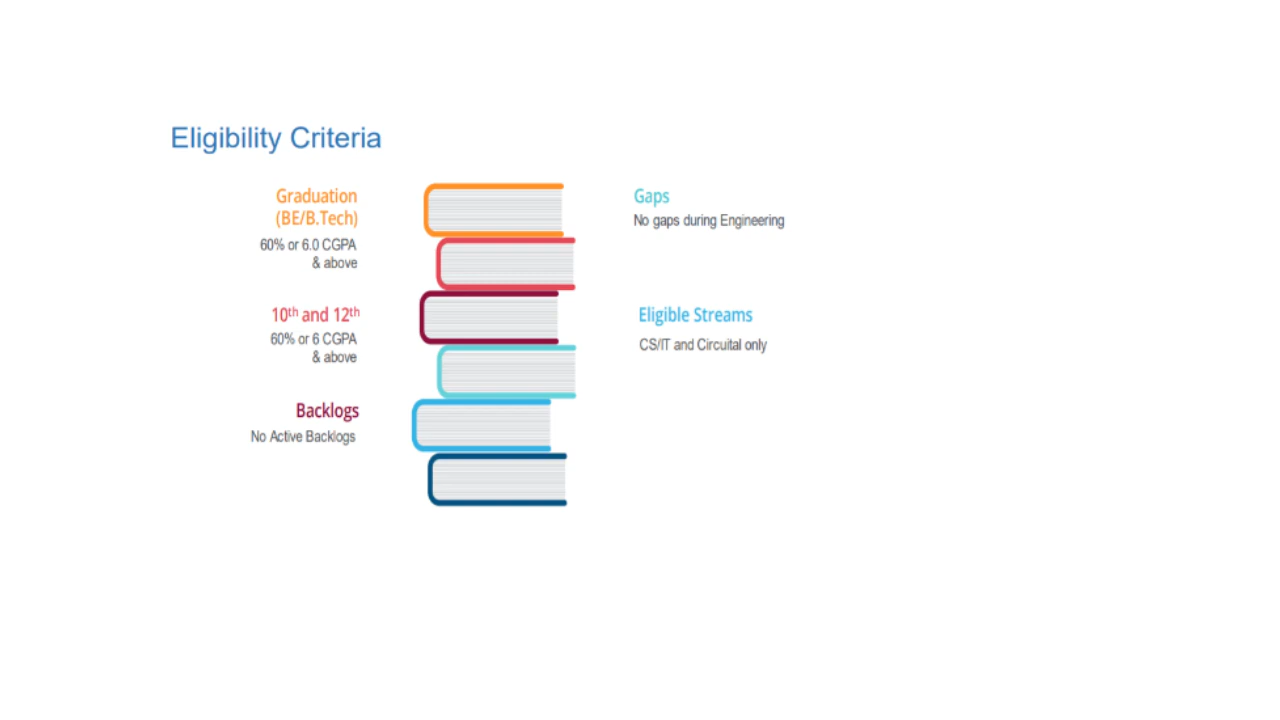 Eligibility Criteria
Graduation
(BE/B.Tech)
60% or 6.0 CGPA
& above
10th and 12th
60% or 6 CGPA
& above
Backlogs
No Active Backlogs
Gaps
No gaps during Engineering
Eligible Streams
CS/IT and Circuital only